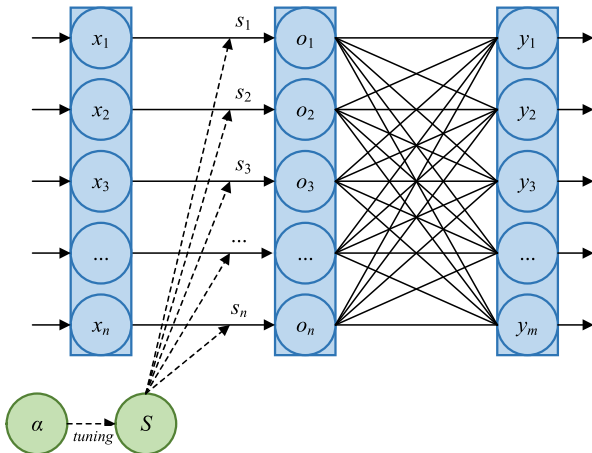 x1 s1 o1 y1
x2 s2 o2 y2
x3 s3 o3 y3
... ... ... ...
xn sn on ym
α tuning S